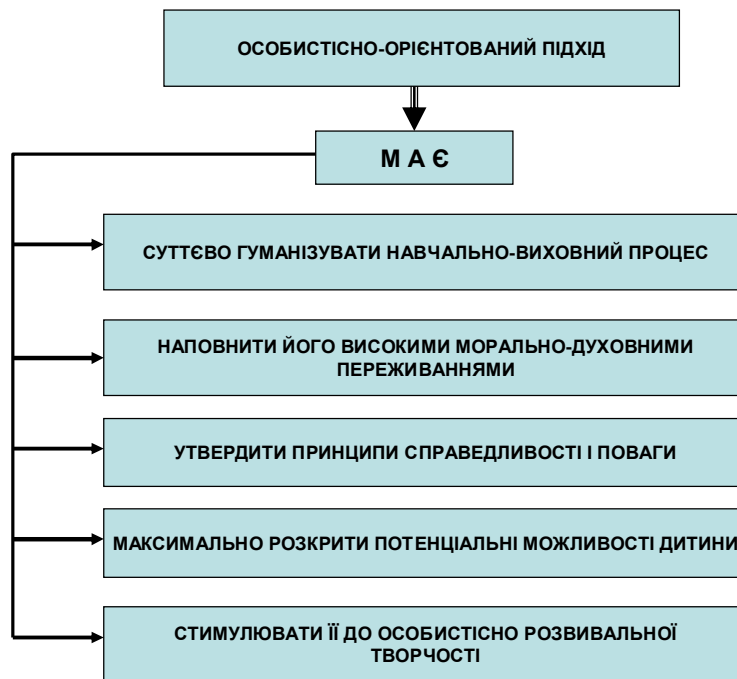 ОСОБИСТІСНО-ОРІЄНТОВАНИЙ ПІДХІД
М А Є
СУТТЄВО ГУМАНІЗУВАТИ НАВЧАЛЬНО-ВИХОВНИЙ ПРОЦЕС
НАПОВНИТИ ЙОГО ВИСОКИМИ МОРАЛЬНО-ДУХОВНИМИ
ПЕРЕЖИВАННЯМИ
УТВЕРДИТИ ПРИНЦИПИ СПРАВЕДЛИВОСТІ І ПОВАГИ
МАКСИМАЛЬНО РОЗКРИТИ ПОТЕНЦІАЛЬНІ МОЖЛИВОСТІ ДИТИНИ
СТИМУЛЮВАТИ ЇЇ ДО ОСОБИСТІСНО РОЗВИВАЛЬНОЇ
ТВОРЧОСТІ